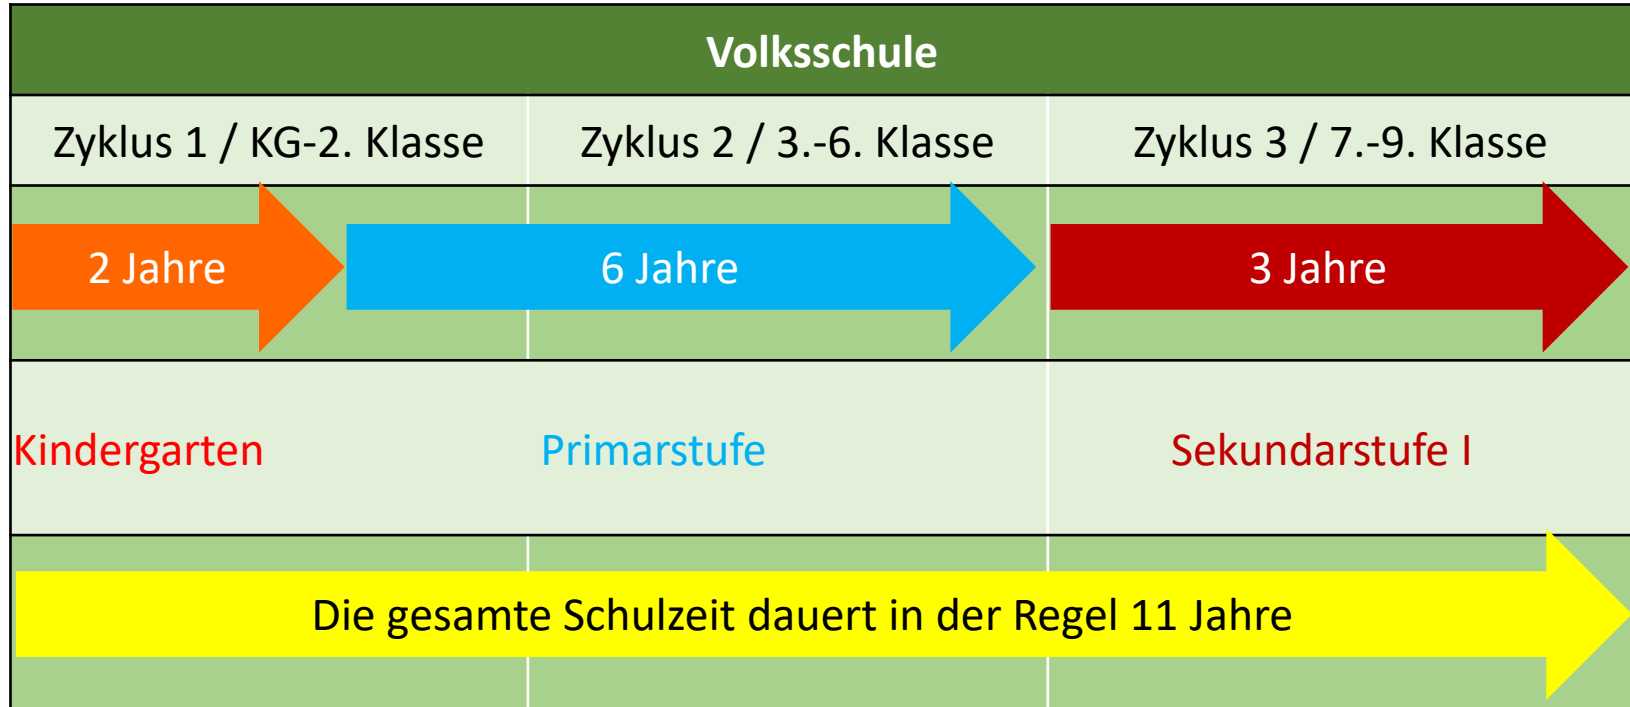 Volksschule
Zyklus 1 / KG-2. Klasse
Zyklus 2 / 3.-6. Klasse
Zyklus 3 / 7.-9. Klasse
2 Jahre
6 Jahre
3 Jahre
Kindergarten
Primarstufe
Sekundarstufe I
Die gesamte Schulzeit dauert in der Regel 11 Jahre